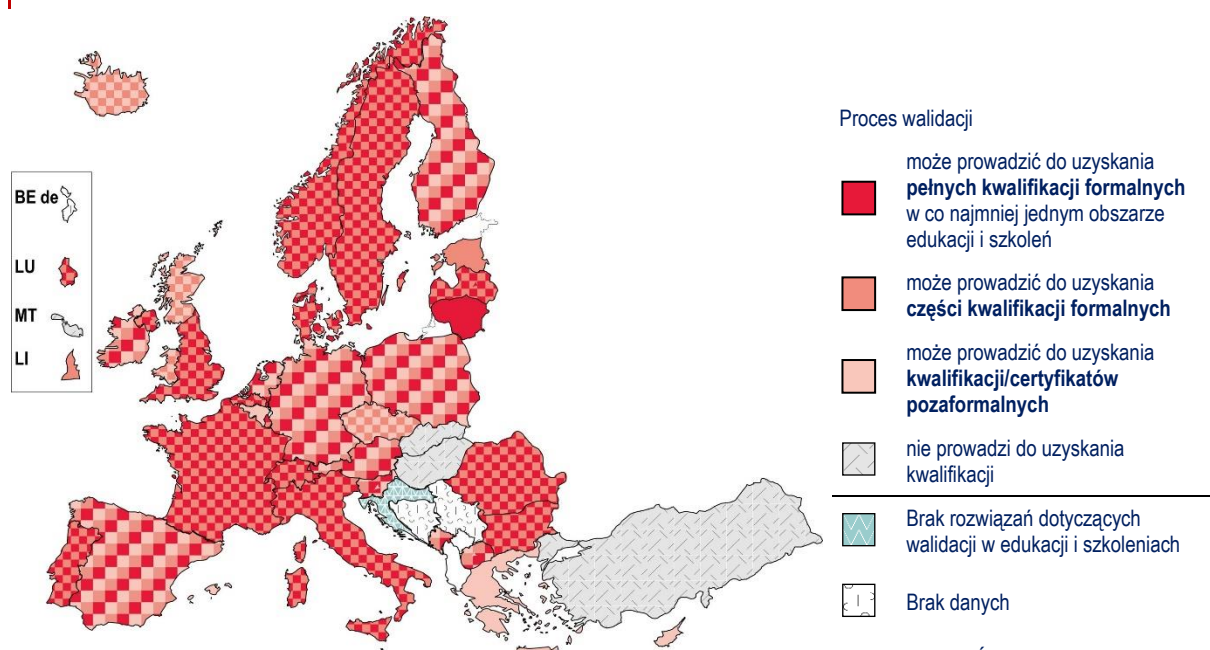 BE de
LU
MT
LI
Proces walidacji
może prowadzić do uzyskania
pełnych kwalifikacji formalnych
w co najmniej jednym obszarze
edukacji i szkoleń
może prowadzić do uzyskania
części kwalifikacji formalnych
może prowadzić do uzyskania
kwalifikacji/certyfikatów
pozaformalnych
nie prowadzi do uzyskania
kwalifikacji
Brak rozwiązań dotyczących
walidacji w edukacji i szkoleniach
Brak danych